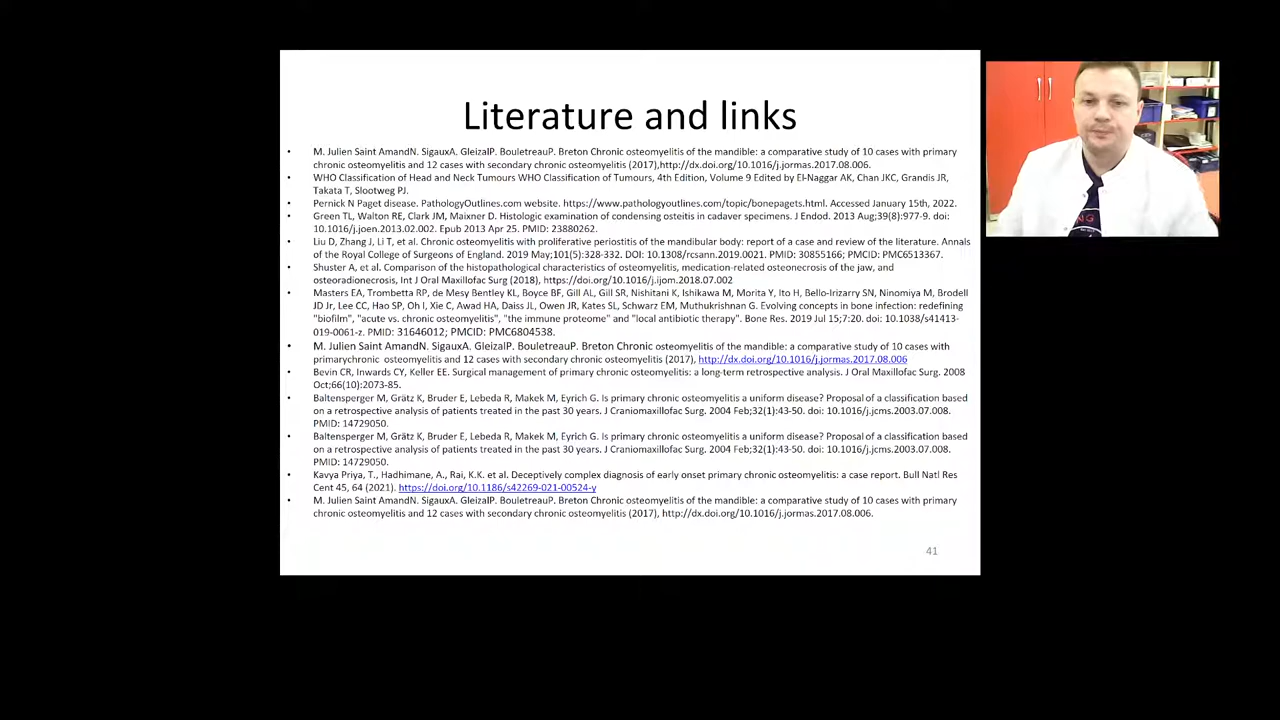 Literature and links
• M. Julien Saint AmandN. SigauxA. GleizalP. BouletreauP. Breton Chronic osteomyelitis of the mandible: a comparative study of 10 cases with primary
chronic osteomyelitis and 12 cases with secondary chronic osteomyelitis (2017),http://dx.doi.org/10.1016/j.jormas.2017.08.006.
• WHO Classification of Head and Neck Tumours WHO Classification of Tumours, 4th Edition, Volume 9 Edited by El-Naggar AK, Chan JKC, Grandis JR,
Takata T, Slootweg PJ.
• Pernick N Paget disease. PathologyOutlines.com website. https://www.pathologyoutlines.com/topic/bonepagets.html. Accessed January 15th, 2022.
• Green TL, Walton RE, Clark JM, Maixner D. Histologic examination of condensing osteitis in cadaver specimens. J Endod. 2013 Aug;39(8):977-9. doi:
10.1016/j.joen.2013.02.002. Epub 2013 Apr 25. PMID: 23880262.
• Liu D, Zhang J, Li T, et al. Chronic osteomyelitis with proliferative periostitis of the mandibular body: report of a case and review of the literature. Annals
of the Royal College of Surgeons of England. 2019 May;101(5):328-332. DOI: 10.1308/rcsann.2019.0021. PMID: 30855166; PMCID: PMC6513367.
• Shuster A, et al. Comparison of the histopathological characteristics of osteomyelitis, medication-related osteonecrosis of the jaw, and
osteoradionecrosis, Int J Oral Maxillofac Surg (2018), https://doi.org/10.1016/j.ijom.2018.07.002
• Masters EA, Trombetta RP, de Mesy Bentley KL, Boyce BF, Gill AL, Gill SR, Nishitani K, Ishikawa M, Morita Y, Ito H, Bello-Irizarry SN, Ninomiya M, Brodell
JD Jr, Lee CC, Hao SP, Oh I, Xie C, Awad HA, Daiss JL, Owen JR, Kates SL, Schwarz EM, Muthukrishnan G. Evolving concepts in bone infection: redefining
"biofilm", "acute vs. chronic osteomyelitis", "the immune proteome" and "local antibiotic therapy". Bone Res. 2019 Jul 15;7:20. doi: 10.1038/s41413-
019-0061-z. PMID: 31646012; PMCID: PMC6804538.
• M. Julien Saint AmandN. SigauxA. GleizalP. BouletreauP. Breton Chronic osteomyelitis of the mandible: a comparative study of 10 cases with
primarychronic osteomyelitis and 12 cases with secondary chronic osteomyelitis (2017), http://dx.doi.org/10.1016/j.jormas.2017.08.006
• Bevin CR, Inwards CY, Keller EE. Surgical management of primary chronic osteomyelitis: a long-term retrospective analysis. J Oral Maxillofac Surg. 2008
Oct;66(10):2073-85.
• Baltensperger M, Grätz K, Bruder E, Lebeda R, Makek M, Eyrich G. Is primary chronic osteomyelitis a uniform disease? Proposal of a classification based
on a retrospective analysis of patients treated in the past 30 years. J Craniomaxillofac Surg. 2004 Feb;32(1):43-50. doi: 10.1016/j.jcms.2003.07.008.
PMID: 14729050.
• Baltensperger M, Grätz K, Bruder E, Lebeda R, Makek M, Eyrich G. Is primary chronic osteomyelitis a uniform disease? Proposal of a classification based
on a retrospective analysis of patients treated in the past 30 years. J Craniomaxillofac Surg. 2004 Feb;32(1):43-50. doi: 10.1016/j.jcms.2003.07.008.
PMID: 14729050.
• Kavya Priya, T., Hadhimane, A., Rai, K.K. et al. Deceptively complex diagnosis of early onset primary chronic osteomyelitis: a case report. Bull Natl Res
Cent 45, 64 (2021). https://doi.org/10.1186/s42269-021-00524-y
• M. Julien Saint AmandN. SigauxA. GleizalP. BouletreauP. Breton Chronic osteomyelitis of the mandible: a comparative study of 10 cases with primary
chronic osteomyelitis and 12 cases with secondary chronic osteomyelitis (2017), http://dx.doi.org/10.1016/j.jormas.2017.08.006.
41